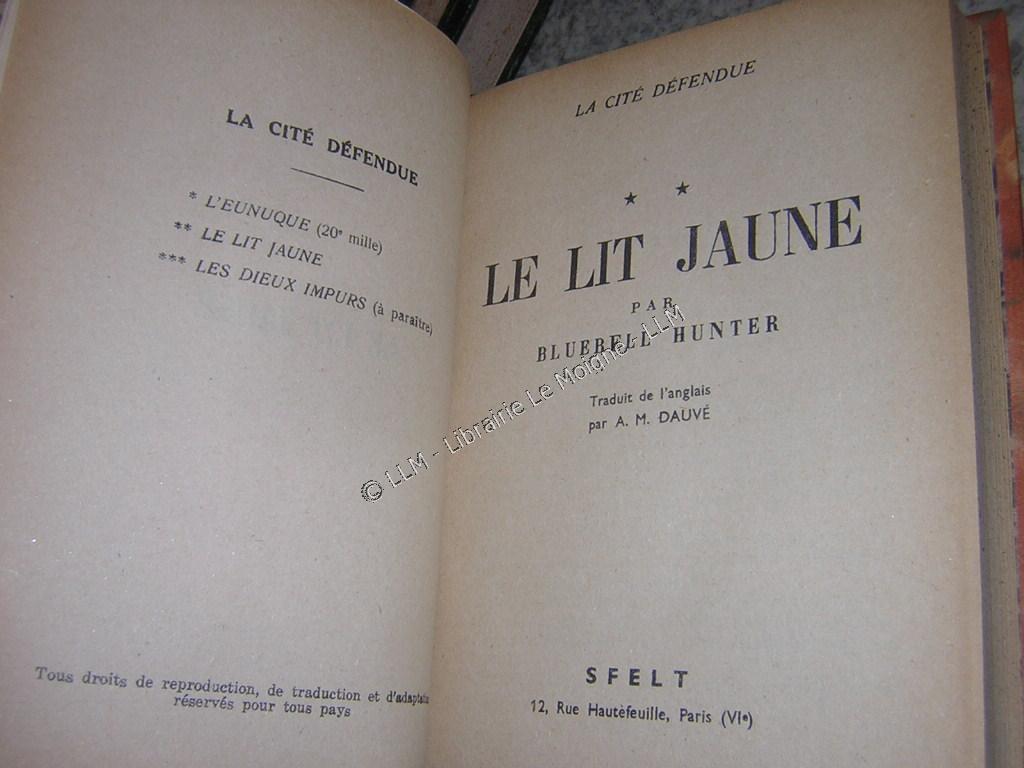 LA CITÉ DÉFENDUE
* L'EUNUQUE (20e mille)
** LE LIT JAUNE
*** LES DIEUX IMPURS (à paraître)
Tous droits de reproduction, de traduction et d'adaptatio
réservés pour tous pays
LA CITÉ DÉFENDUE
★ ★
LE LIT JAUNE
PAR
BLUEBELL HUNTER
Traduit de l'anglais
par A. M. DAUVÉ
SFELT
12, Rue Hautefeuille, Paris (VIe)
© LLM - Librairie Le Moigne - LLM